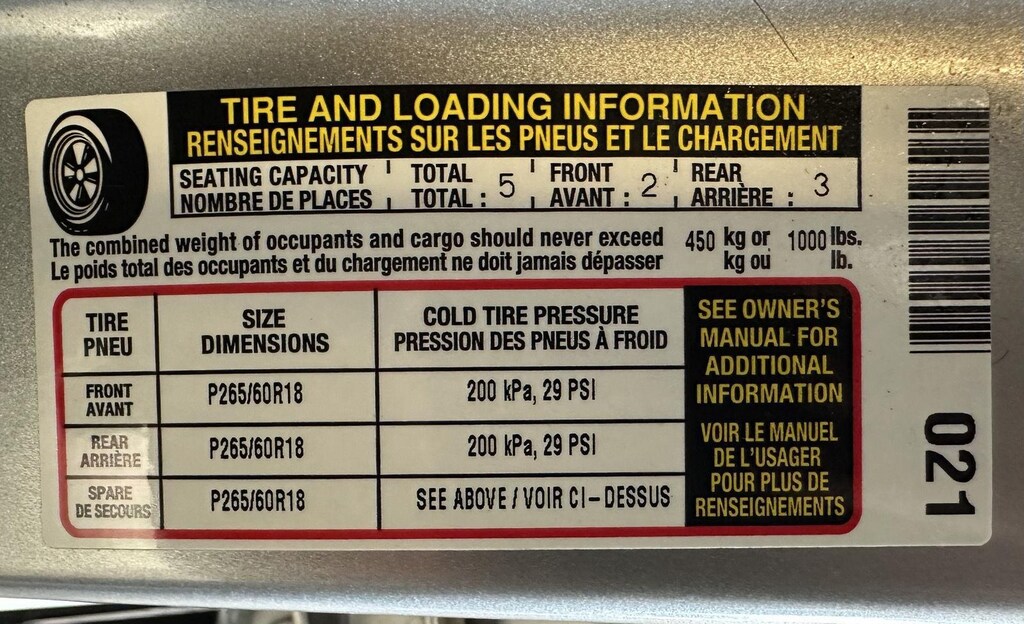 TIRE AND LOADING INFORMATION
RENSEIGNEMENTS SUR LES PNEUS ET LE CHARGEMENT
SEATING CAPACITY TOTAL FRONT REAR
NOMBRE DE PLACES TOTAL : 5 AVANT : 2 ARRIÈRE : 3
The combined weight of occupants and cargo should never exceed 450 kg or 1000 lbs.
Le poids total des occupants et du chargement ne doit jamais dépasser kg ou lb.
TIRE SIZE COLD TIRE PRESSURE
PNEU DIMENSIONS PRESSION DES PNEUS À FROID
FRONT
AVANT
P265/60R18 200 kPa, 29 PSI
REAR
ARRIÈRE
P265/60R18 200 kPa, 29 PSI
SPARE
DE SECOURS
P265/60R18 SEE ABOVE / VOIR CI-DESSUS
SEE OWNER'S
MANUAL FOR
ADDITIONAL
INFORMATION
VOIR LE MANUEL
DE L'USAGER
POUR PLUS DE
RENSEIGNEMENTS
021